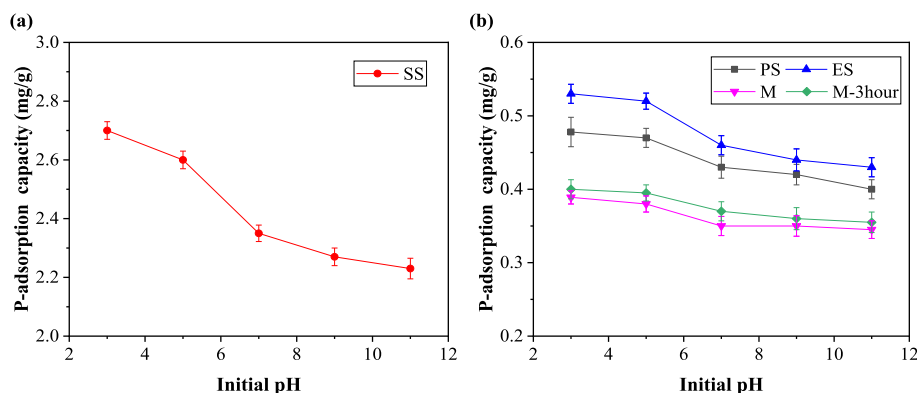 (a)
P-adsorption capacity (mg/g)
3.0
2.8
2.6
2.4
2.2
2.0
2 4 6 8 10 12
Initial pH
SS
(b)
P-adsorption capacity (mg/g)
0.6
0.5
0.4
0.3
0.2
2 4 6 8 10 12
Initial pH
PS ES
M M-3hour